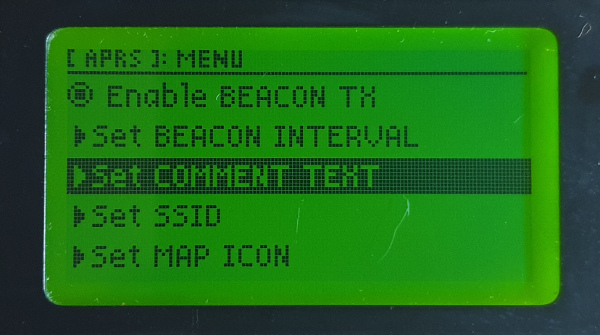 [APRS]: MENU
Enable BEACON TX
Set BEACON INTERVAL
Set COMMENT TEXT
Set SSID
Set MAP ICON